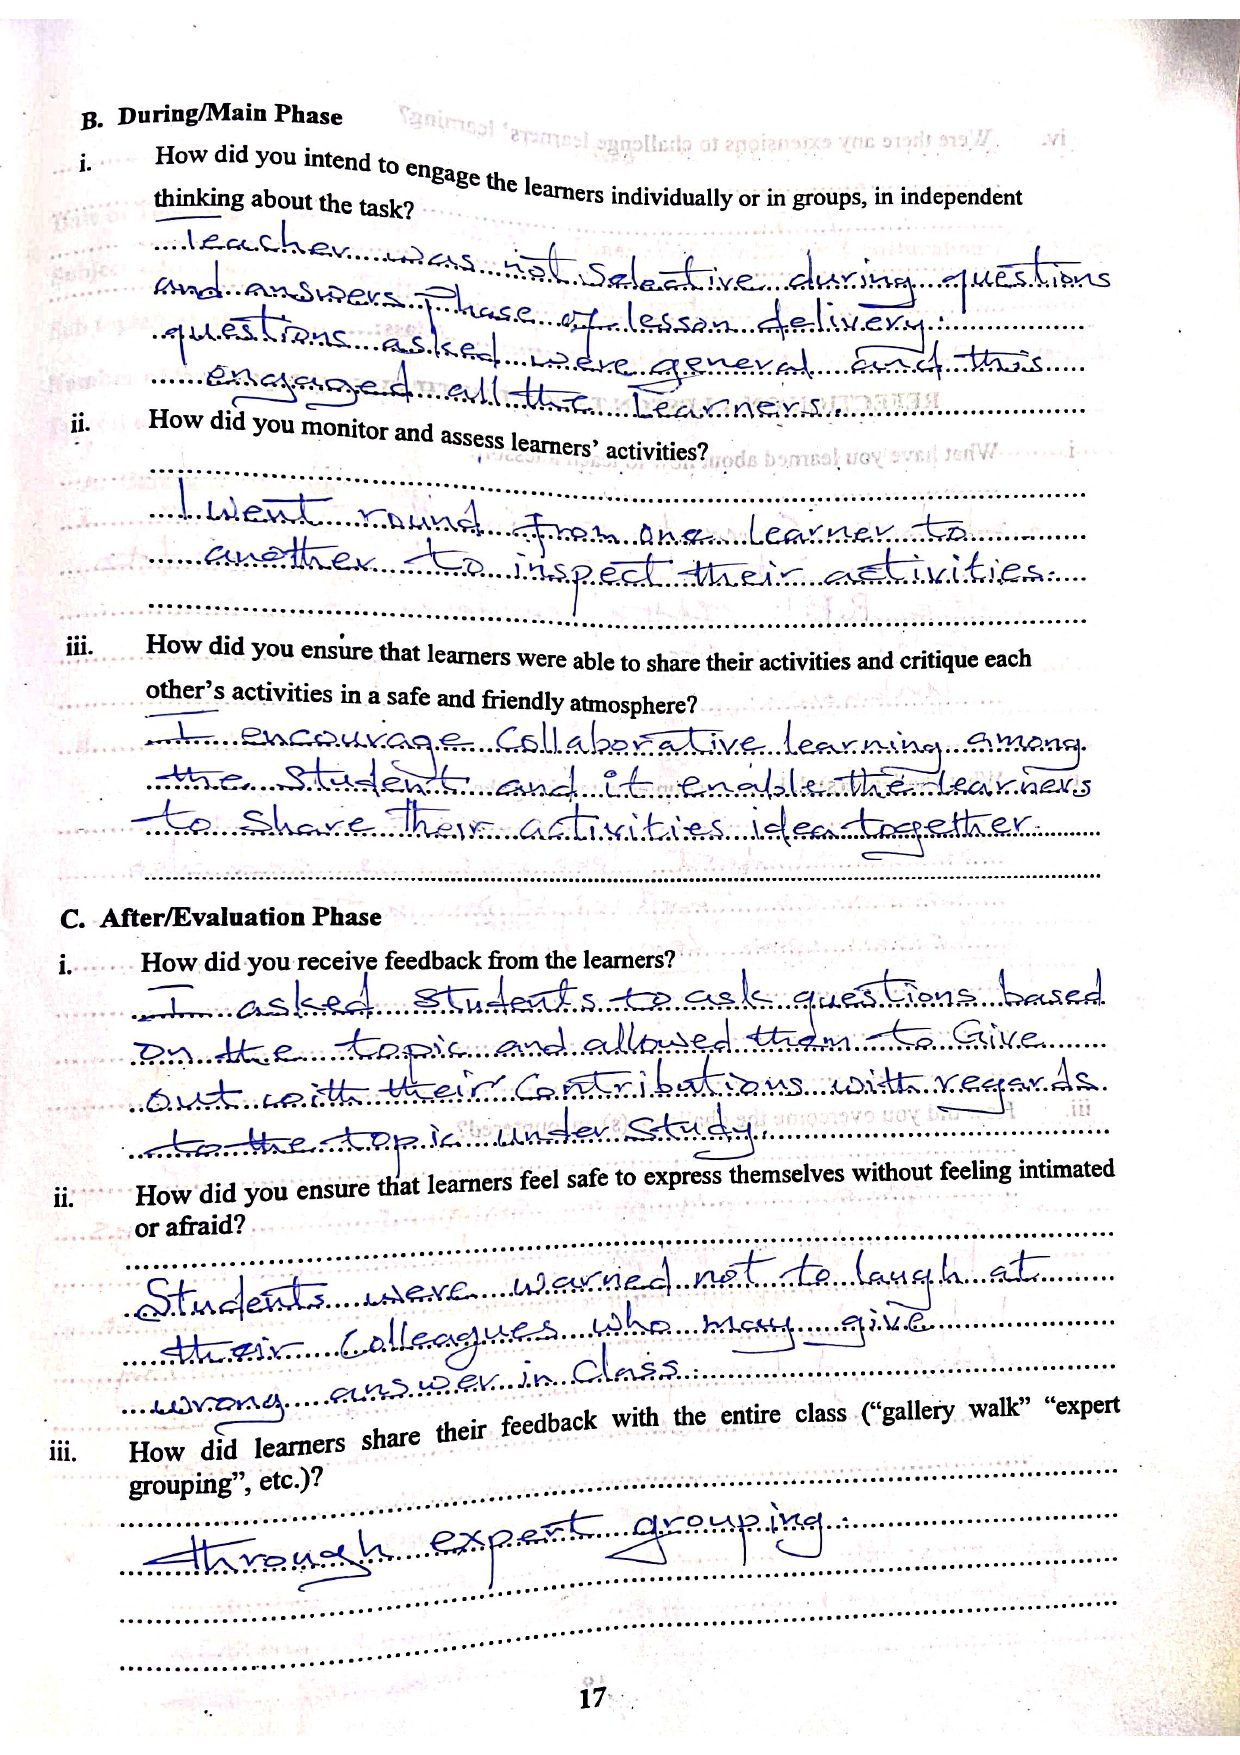 B. During/Main Phase
i. How did you intend to engage the learners individually or in groups, in independent
thinking about the task?
Teacher was not selective during questions
and answers phase of lesson delivery.
questions asked were general and this
engaged all the learners.
ii. How did you monitor and assess learners' activities?
I went round from one learner to
another to inspect their activities.
iii. How did you ensure that learners were able to share their activities and critique each
other's activities in a safe and friendly atmosphere?
I encourage collaborative learning among
the student and it enable the learners
to share their activities idea together.
C. After/Evaluation Phase
i. How did you receive feedback from the learners?
I asked students to ask questions based
on the topic and allowed them to Give
out with their contributions with regards
to the topic under study.
ii. How did you ensure that learners feel safe to express themselves without feeling intimated
or afraid?
Students were warned not to laugh at
their colleagues who may give
wrong answer in class.
iii. How did learners share their feedback with the entire class ("gallery walk" "expert
grouping", etc.)?
through expert grouping.
17